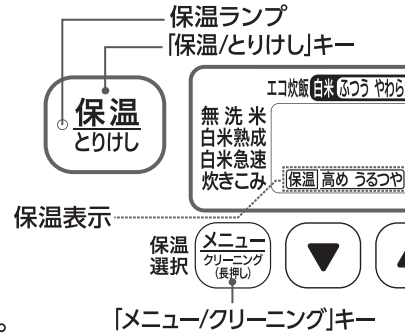 保温ランプ
「保温/とりけし」キー
保温
とりけし
エコ炊飯 白米 ふつう やわら
無洗米
白米熟成
白米急速
炊きこみ
保温 高め うるつや
保温表示
保温
選択
メニュー
クリーニング
(長押し)
▼
。
「メニュー/クリーニング」キー